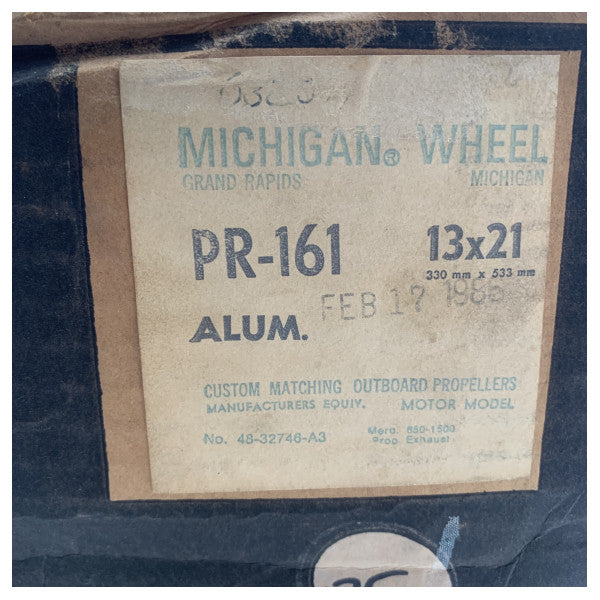 MICHIGAN® WHEEL
GRAND RAPIDS MICHIGAN
PR-161 13x21
330 mm x 533 mm
ALUM. FEB 17 1986
CUSTOM MATCHING OUTBOARD PROPELLERS
MANUFACTURERS EQUIV. MOTOR MODEL
No. 48-32746-A3 Merc. 650-1500
Prop Exhaust